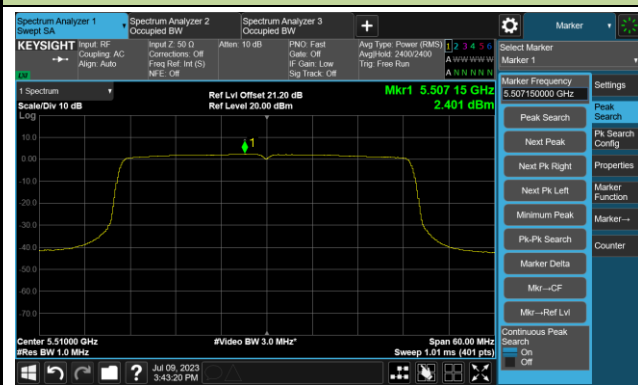 Spectrum Analyzer 1
Swept SA
Spectrum Analyzer 2
Occupied BW
Spectrum Analyzer 3
Occupied BW
Marker
KEYSIGHT
Input: RF
Coupling: AC
Align: Auto
Input Z: 50 Ω
Corrections: Off
Freq Ref: Int (S)
NFE: Off
Atten: 10 dB
PNO: Fast
Gate: Off
IF Gain: Low
Sig Track: Off
Avg Type: Power (RMS)
Avg|Hold: 2400/2400
Trig: Free Run
1 2 3 4 5 6
A W W W W W
A N N N N N
LXI
Select Marker
Marker 1
1 Spectrum
Scale/Div 10 dB
Log
Ref Lvl Offset 21.20 dB
Ref Level 20.00 dBm
Mkr1 5.507 15 GHz
2.401 dBm
10.0
0.00
-10.0
-20.0
-30.0
-40.0
-50.0
-60.0
-70.0
1
Center 5.51000 GHz
#Res BW 1.0 MHz
#Video BW 3.0 MHz*
Span 60.00 MHz
Sweep 1.01 ms (401 pts)
Marker Frequency
5.507150000 GHz
Peak Search
Next Peak
Next Pk Right
Next Pk Left
Minimum Peak
Pk-Pk Search
Marker Delta
Mkr→CF
Mkr→Ref Lvl
Continuous Peak
Search
On
Off
Settings
Peak
Search
Pk Search
Config
Properties
Marker
Function
Marker→
Counter
Jul 09, 2023
3:43:20 PM